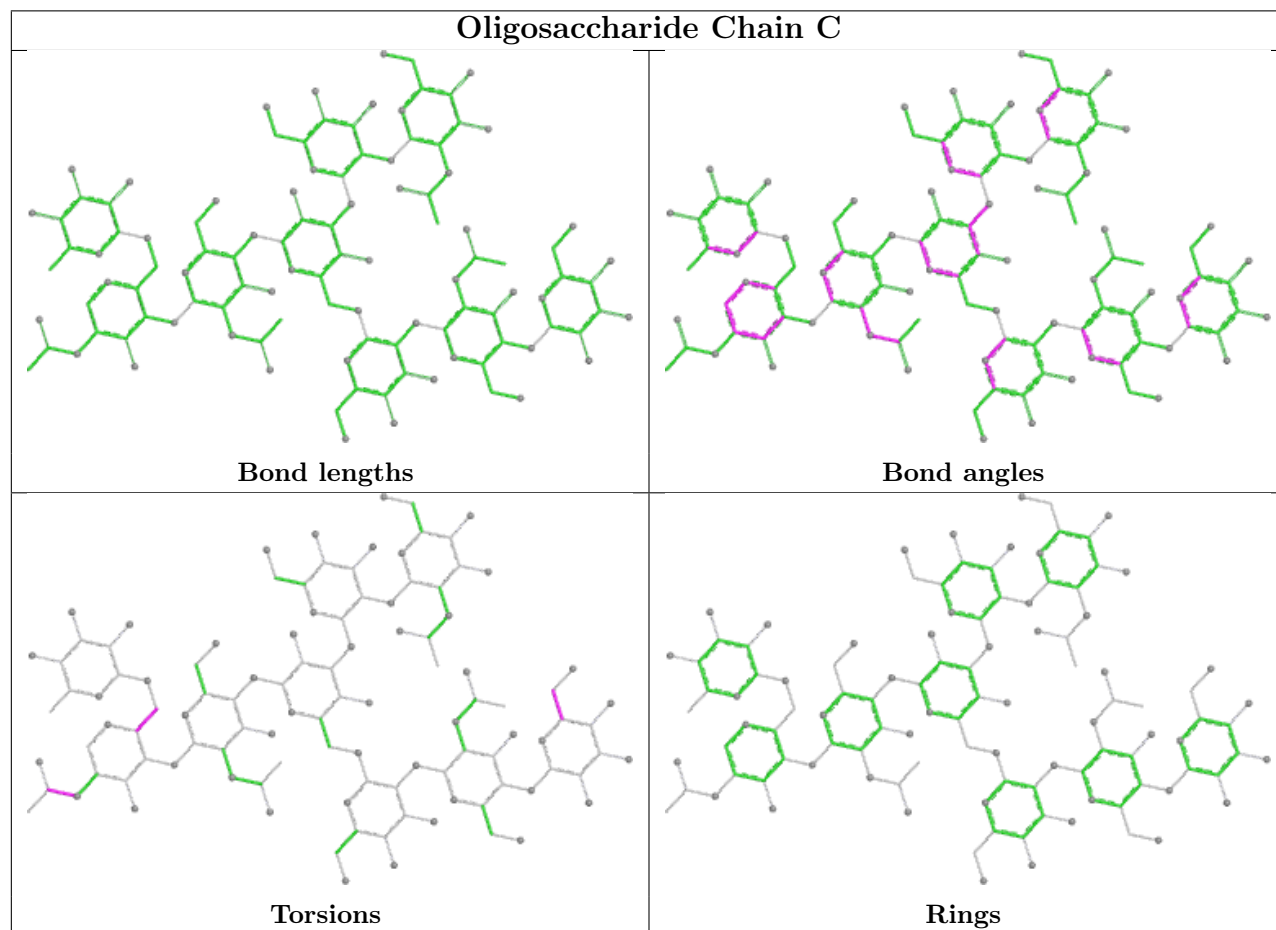 Oligosaccharide Chain C
Bond lengths
Bond angles
Torsions
Rings